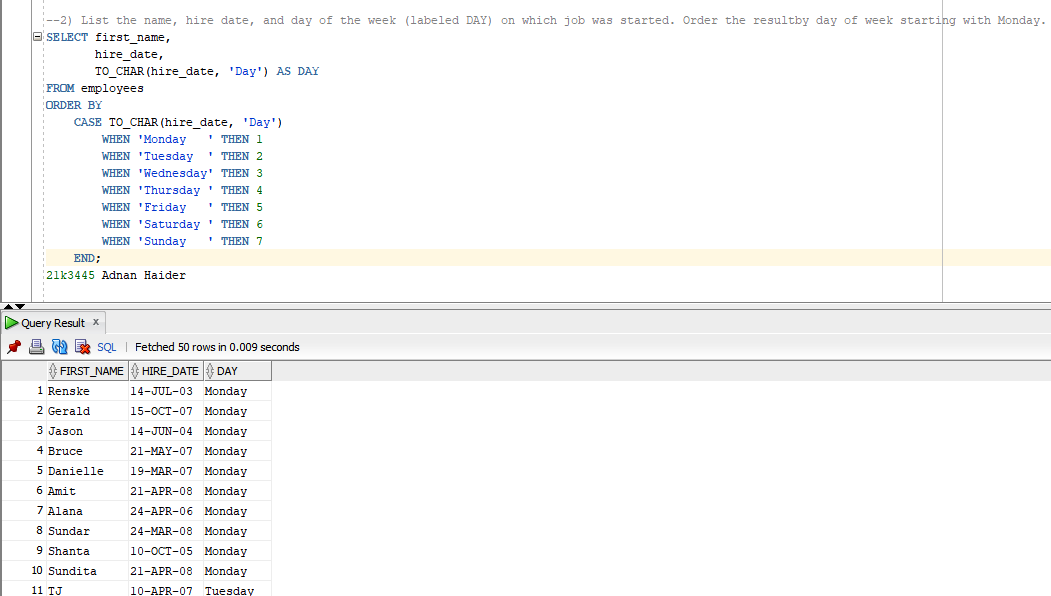 --2) List the name, hire date, and day of the week (labeled DAY) on which job was started. Order the resultby day of week starting with Monday.
SELECT first_name,
hire_date,
TO_CHAR(hire_date, 'Day') AS DAY
FROM employees
ORDER BY
CASE TO_CHAR(hire_date, 'Day')
WHEN 'Monday   ' THEN 1
WHEN 'Tuesday  ' THEN 2
WHEN 'Wednesday' THEN 3
WHEN 'Thursday ' THEN 4
WHEN 'Friday   ' THEN 5
WHEN 'Saturday ' THEN 6
WHEN 'Sunday   ' THEN 7
END;
21k3445 Adnan Haider
Query Result x
SQL | Fetched 50 rows in 0.009 seconds
FIRST_NAME HIRE_DATE DAY
1 Renske 14-JUL-03 Monday
2 Gerald 15-OCT-07 Monday
3 Jason 14-JUN-04 Monday
4 Bruce 21-MAY-07 Monday
5 Danielle 19-MAR-07 Monday
6 Amit 21-APR-08 Monday
7 Alana 24-APR-06 Monday
8 Sundar 24-MAR-08 Monday
9 Shanta 10-OCT-05 Monday
10 Sundita 21-APR-08 Monday
11 TJ 10-APR-07 Tuesday